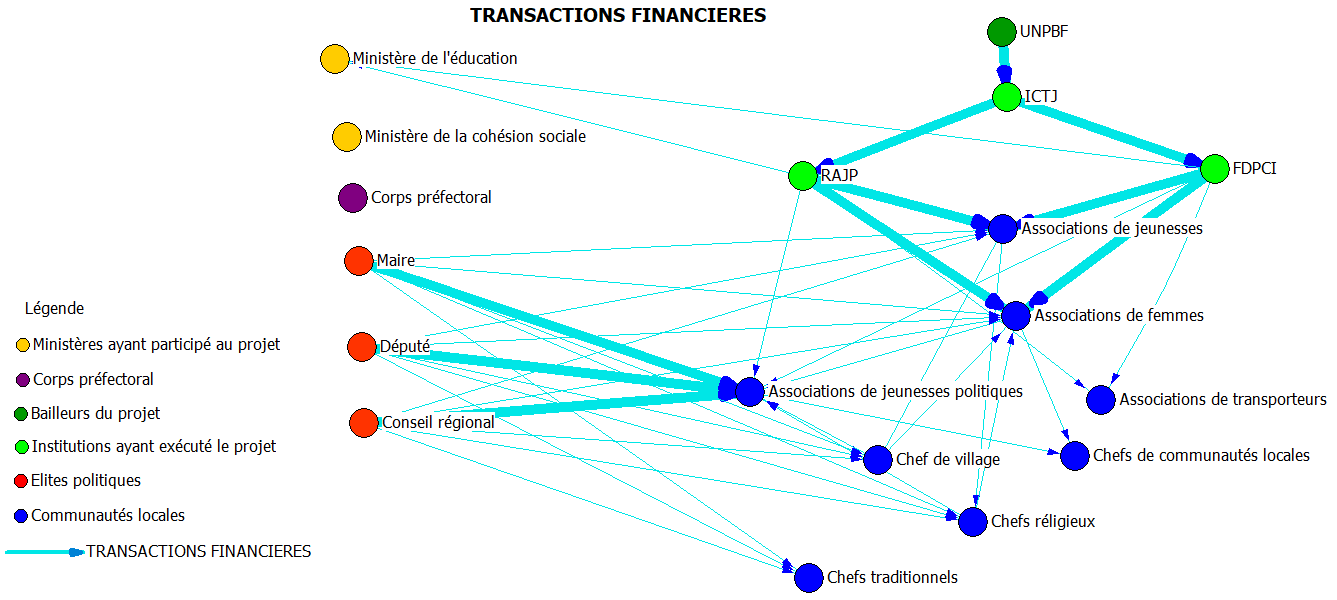 TRANSACTIONS FINANCIERES
UNPBF
Ministère de l'éducation
ICTJ
Ministère de la cohésion sociale
FDPCI
RAJP
Corps préfectoral
Associations de jeunesses
Maire
Légende
Associations de femmes
Ministères ayant participé au projet
Député
Corps préfectoral
Associations de jeunesses politiques
Associations de transporteurs
Bailleurs du projet
Conseil régional
Institutions ayant exécuté le projet
Chef de village
Chefs de communautés locales
Elites politiques
Communautés locales
Chefs réligieux
TRANSACTIONS FINANCIERES
Chefs traditionnels